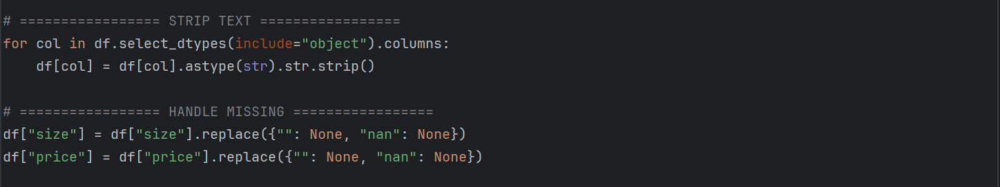 # ================= STRIP TEXT =================
for col in df.select_dtypes(include="object").columns:
    df[col] = df[col].astype(str).str.strip()
# ================= HANDLE MISSING =================
df["size"] = df["size"].replace({"": None, "nan": None})
df["price"] = df["price"].replace({"": None, "nan": None})